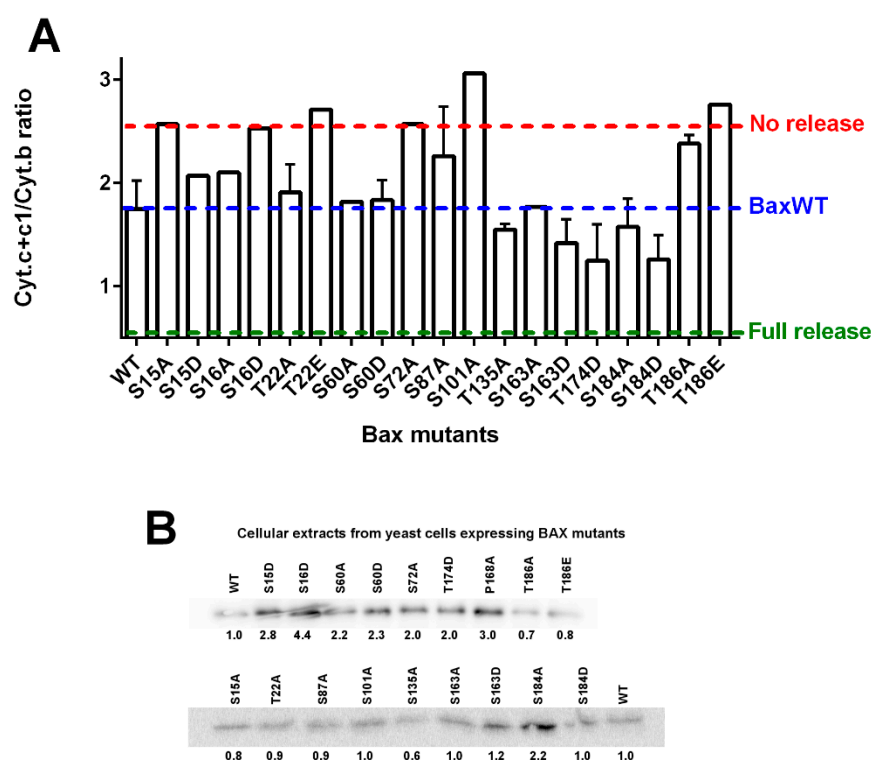 A
Cyt.c+c1/Cyt.b ratio
3
2
1
No release
BaxWT
Full release
WT S15A S15D S16A S16D T22A T22E S60A S60D S72A S87A S101A T135A S163A S163D T174D S184A S184D T186A T186E
Bax mutants
B
Cellular extracts from yeast cells expressing BAX mutants
WT S15D S16D S60A S60D S72A T174D P168A T186A T186E
1.0 2.8 4.4 2.2 2.3 2.0 2.0 3.0 0.7 0.8
S15A T22A S87A S101A S135A S163A S163D S184A S184D WT
0.8 0.9 0.9 1.0 0.6 1.0 1.2 2.2 1.0 1.0